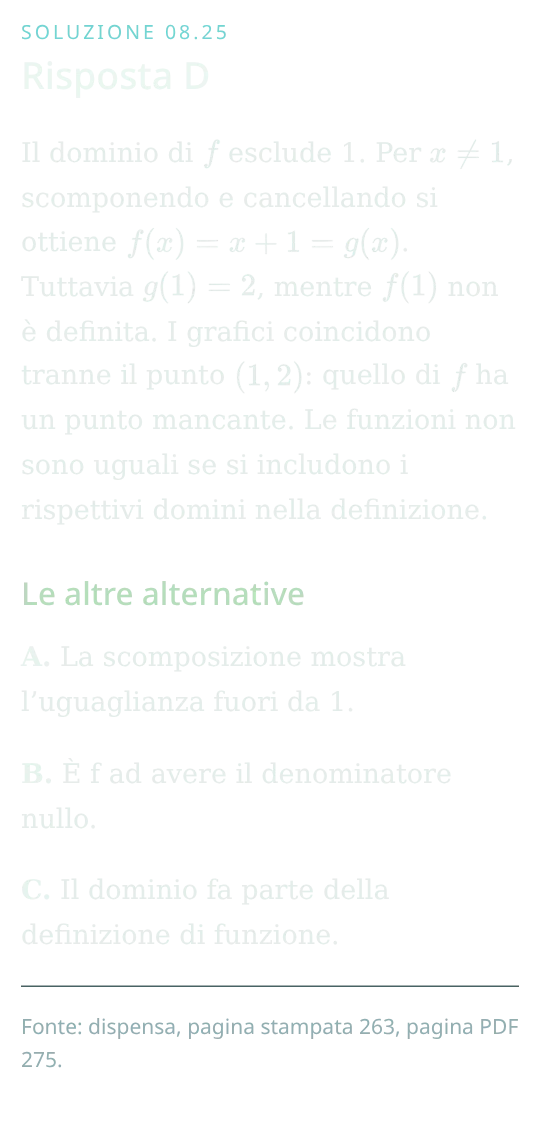 SOLUZIONE 08.25
Risposta D
Il dominio di f esclude 1. Per x ≠ 1,
scomponendo e cancellando si
ottiene f(x) = x + 1 = g(x).
Tuttavia g(1) = 2, mentre f(1) non
è definita. I grafici coincidono
tranne il punto (1, 2): quello di f ha
un punto mancante. Le funzioni non
sono uguali se si includono i
rispettivi domini nella definizione.
Le altre alternative
A. La scomposizione mostra
l’uguaglianza fuori da 1.
B. È f ad avere il denominatore
nullo.
C. Il dominio fa parte della
definizione di funzione.
Fonte: dispensa, pagina stampata 263, pagina PDF
275.